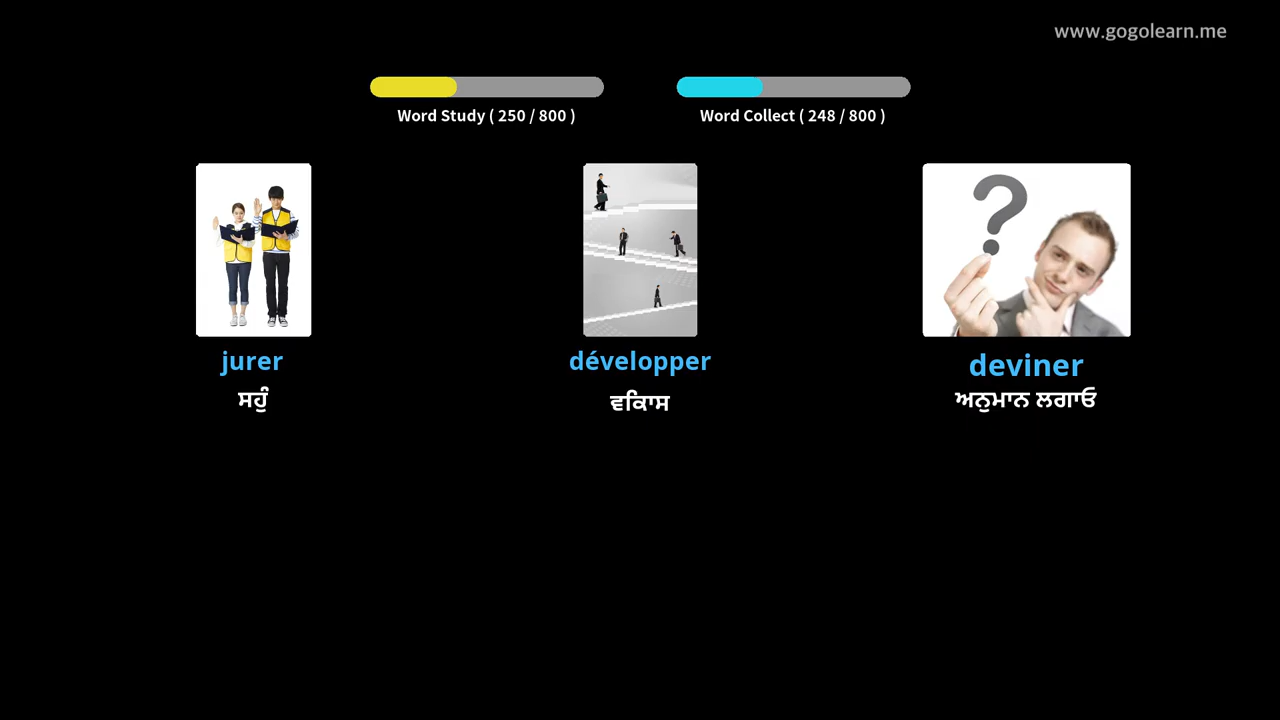 www.gogolearn.me
Word Study ( 250 / 800 )
Word Collect ( 248 / 800 )
jurer
développer
deviner
ਸਹੁੰ
ਵਿਕਾਸ
ਅਨੁਮਾਨ ਲਗਾਓ